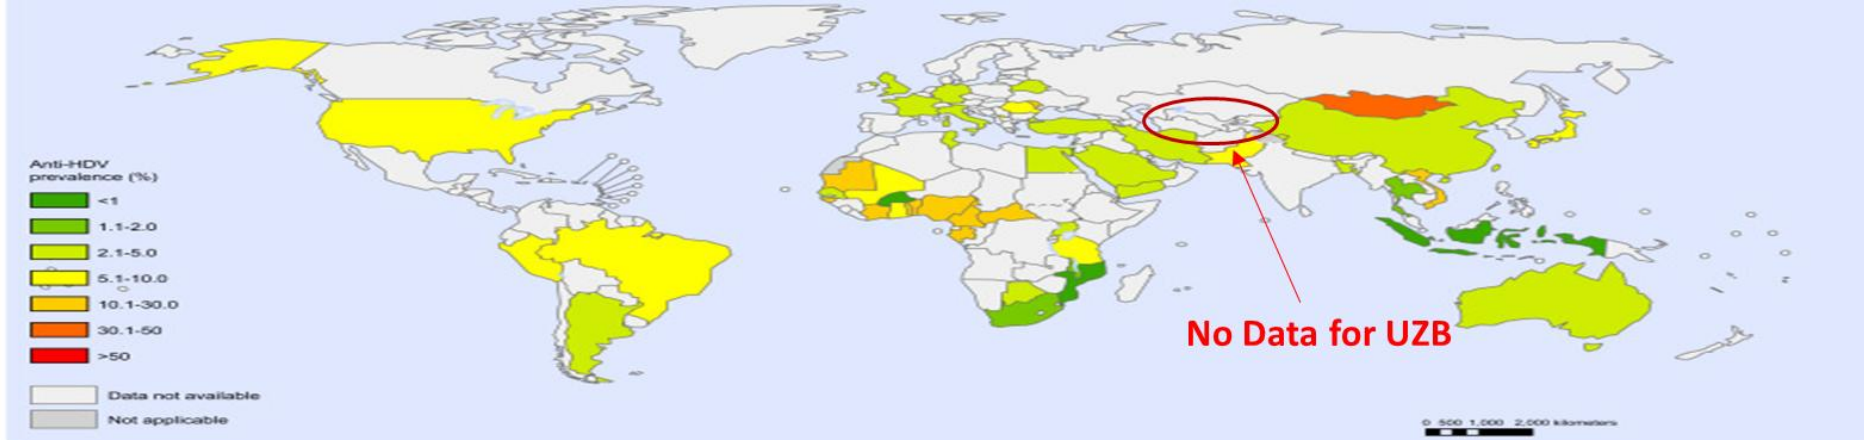 Anti-HDV
prevalence (%)
<1
1.1-2.0
2.1-5.0
5.1-10.0
10.1-30.0
30.1-50
>50
Data not available
Not applicable
No Data for UZB
0 500 1,000 2,000 kilometers